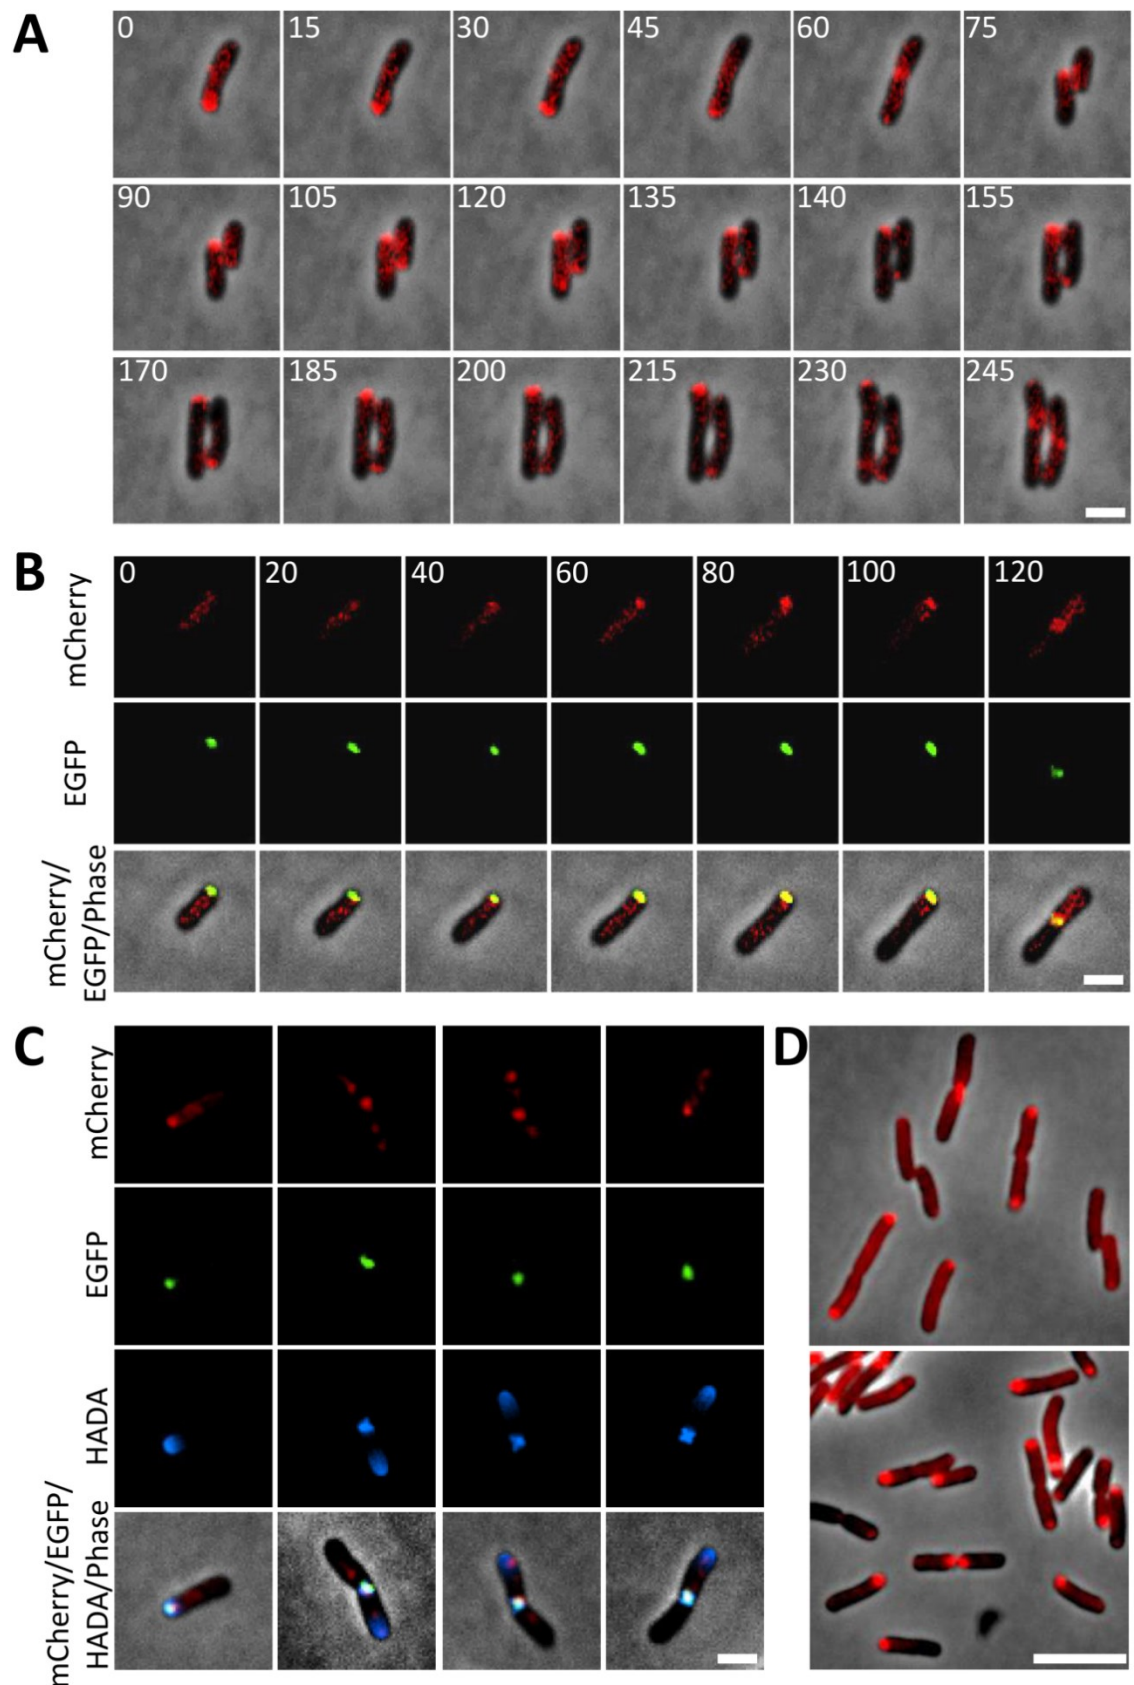 A
0 15 30 45 60 75
90 105 120 135 140 155
170 185 200 215 230 245
B
mCherry
0 20 40 60 80 100 120
EGFP
mCherry/
EGFP/Phase
C
mCherry
EGFP
HADA
mCherry/EGFP/
HADA/Phase
D